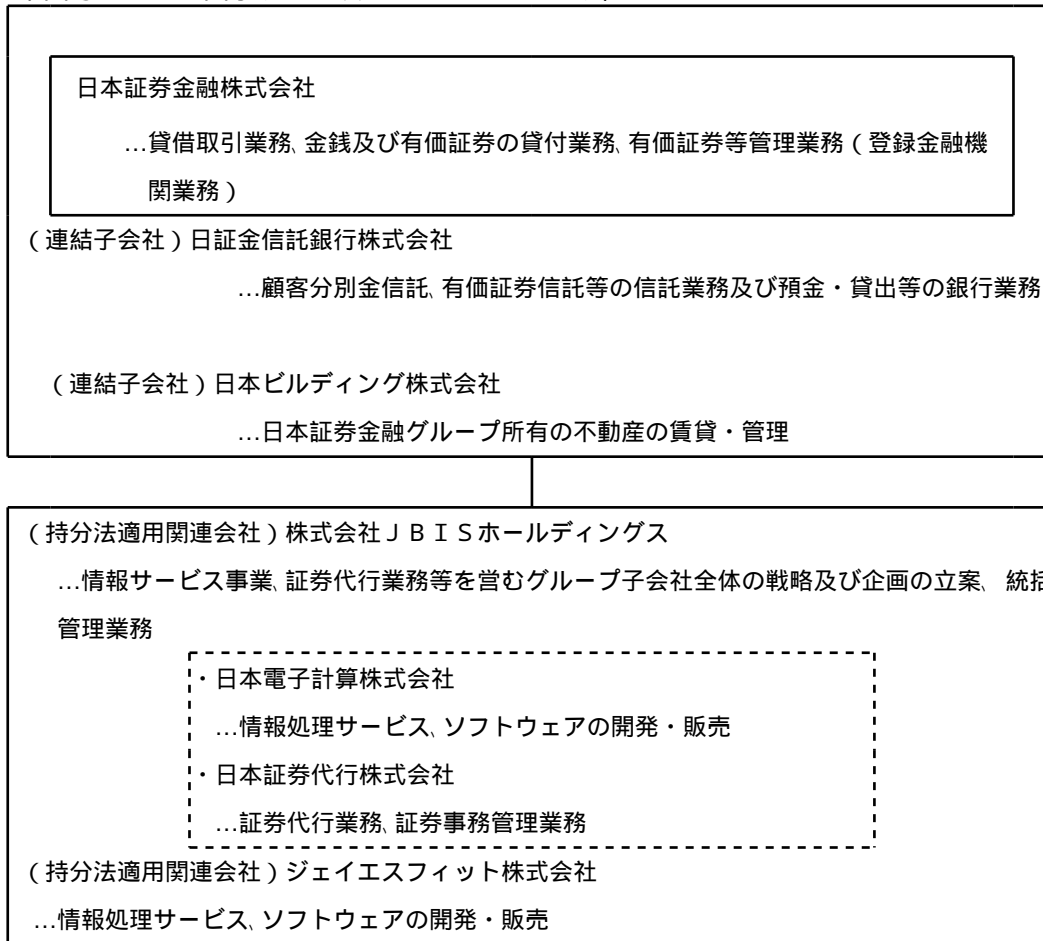 日本証券金融株式会社
…貸借取引業務、金銭及び有価証券の貸付業務、有価証券等管理業務（登録金融機
関業務）
（連結子会社）日証金信託銀行株式会社
…顧客分別金信託、有価証券信託等の信託業務及び預金・貸出等の銀行業務
（連結子会社）日本ビルディング株式会社
…日本証券金融グループ所有の不動産の賃貸・管理
（持分法適用関連会社）株式会社ＪＢＩＳホールディングス
…情報サービス事業、証券代行業務等を営むグループ子会社全体の戦略及び企画の立案、統括
管理業務
・日本電子計算株式会社
…情報処理サービス、ソフトウェアの開発・販売
・日本証券代行株式会社
…証券代行業務、証券事務管理業務
（持分法適用関連会社）ジェイエスフィット株式会社
…情報処理サービス、ソフトウェアの開発・販売